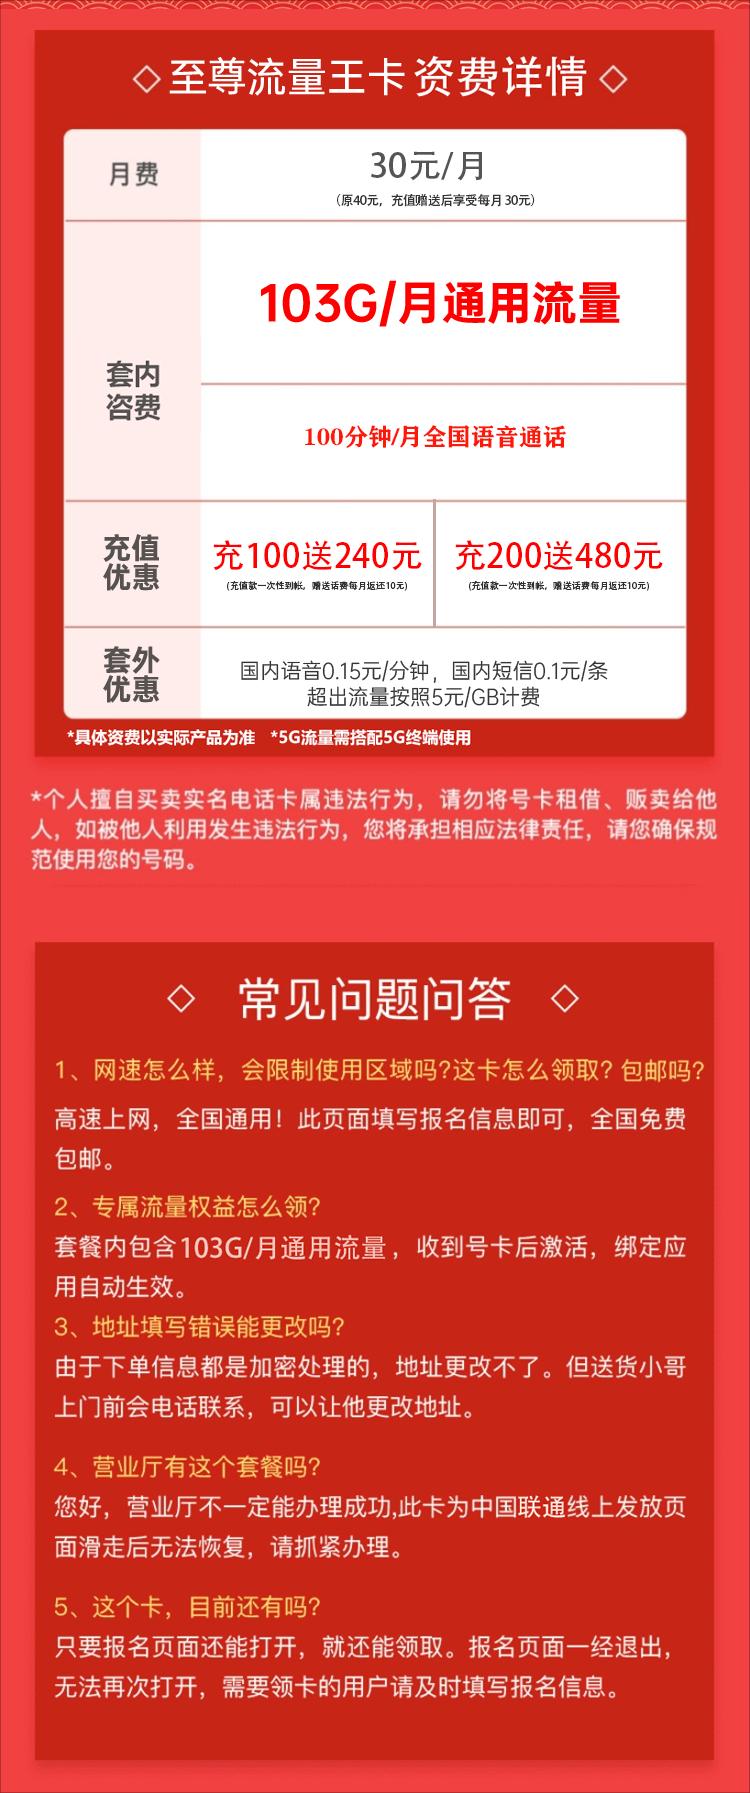 至尊流量王卡 资费详情
月费
30元/月
(原40元，充值赠送后享受每月30元)
套内
咨费
103G/月通用流量
100分钟/月全国语音通话
充值
优惠
充100送240元
(充值款一次性到帐，赠送话费每月返还10元)
充200送480元
(充值款一次性到帐，赠送话费每月返还10元)
套外
优惠
国内语音0.15元/分钟，国内短信0.1元/条
超出流量按照5元/GB计费
*具体资费以实际产品为准 *5G流量需搭配5G终端使用
*个人擅自买卖实名电话卡属违法行为，请勿将号卡租借、贩卖给他
人，如被他人利用发生违法行为，您将承担相应法律责任，请您确保规
范使用您的号码。
常见问题问答
1、网速怎么样，会限制使用区域吗?这卡怎么领取? 包邮吗?
高速上网，全国通用！此页面填写报名信息即可，全国免费
包邮。
2、专属流量权益怎么领?
套餐内包含103G/月通用流量，收到号卡后激活，绑定应
用自动生效。
3、地址填写错误能更改吗?
由于下单信息都是加密处理的，地址更改不了。但送货小哥
上门前会电话联系，可以让他更改地址。
4、营业厅有这个套餐吗?
您好，营业厅不一定能办理成功,此卡为中国联通线上发放页
面滑走后无法恢复，请抓紧办理。
5、这个卡，目前还有吗?
只要报名页面还能打开，就还能领取。报名页面一经退出，
无法再次打开，需要领卡的用户请及时填写报名信息。